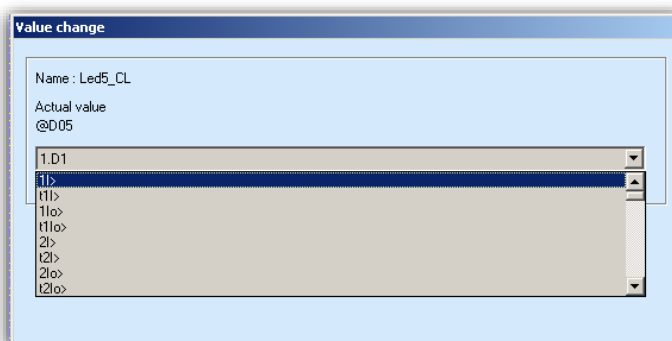 Value change
Name : Led5_CL
Actual value
@D05
1.D1
1I>
t1I>
1Io>
t1Io>
2I>
t2I>
2Io>
t2Io>